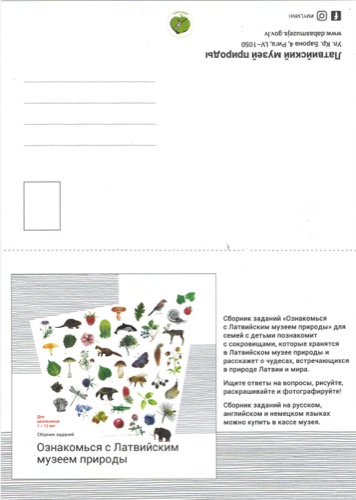 Латвийский музей природы
Ул. Кр. Барона 4, Рига, LV–1050
www.dabasmuzejs.gov.lv
#MYLMNH
Для
школьников
7 – 12 лет
Сборник заданий
Ознакомься с Латвийским
музеем природы
Сборник заданий «Ознакомься
с Латвийским музеем природы» для
семей с детьми познакомит
с сокровищами, которые хранятся
в Латвийском музее природы и
расскажет о чудесах, встречающихся
в природе Латвии и мира.
Ищите ответы на вопросы, рисуйте,
раскрашивайте и фотографируйте!
Сборник заданий на русском,
английском и немецком языках
можно купить в кассе музея.